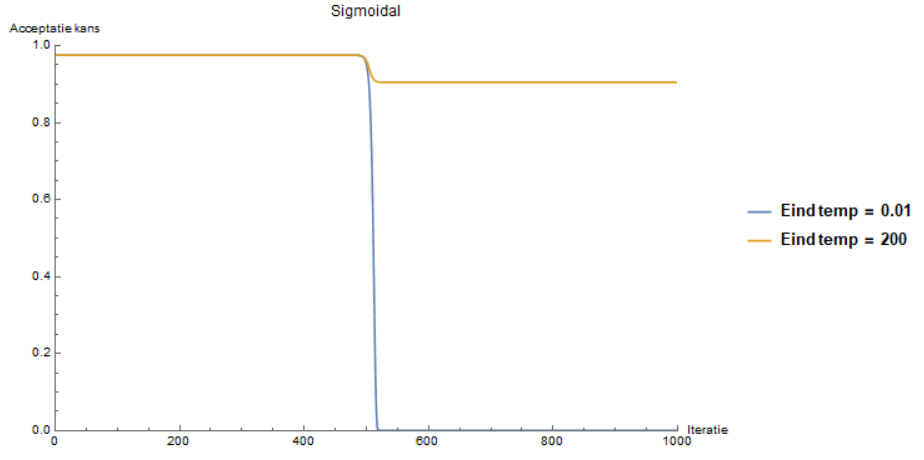 Sigmoidal
Acceptatie kans
1.0
0.8
0.6
0.4
0.2
0.0
0
200
400
600
800
1000
Iteratie
Eind temp = 0.01
Eind temp = 200